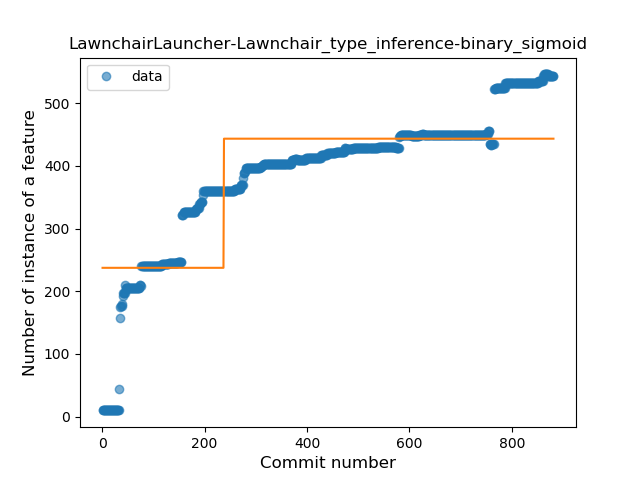 LawnchairLauncher-Lawnchair_type_inference-binary_sigmoid
data
Number of instance of a feature
500
400
300
200
100
0
0 200 400 600 800
Commit number